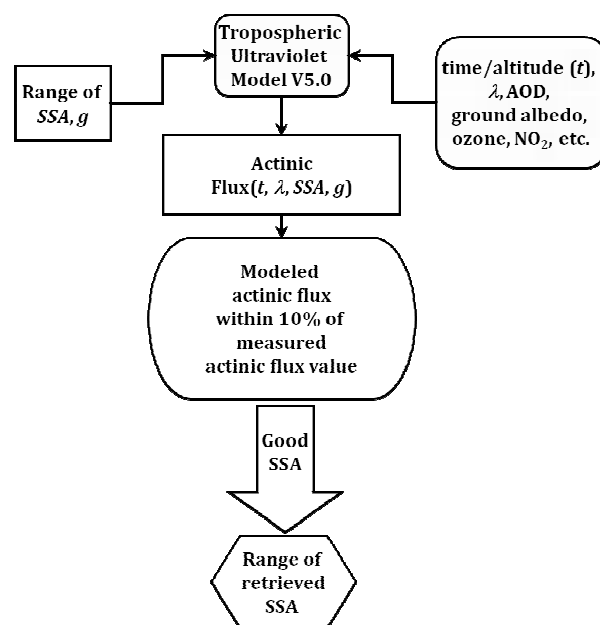 Tropospheric
Ultraviolet
Model V5.0
Range of
SSA, g
time/altitude (t),
λ, AOD,
ground albedo,
ozone, NO₂, etc.
Actinic
Flux(t, λ, SSA, g)
Modeled
actinic flux
within 10% of
measured
actinic flux value
Good
SSA
Range of
retrieved
SSA